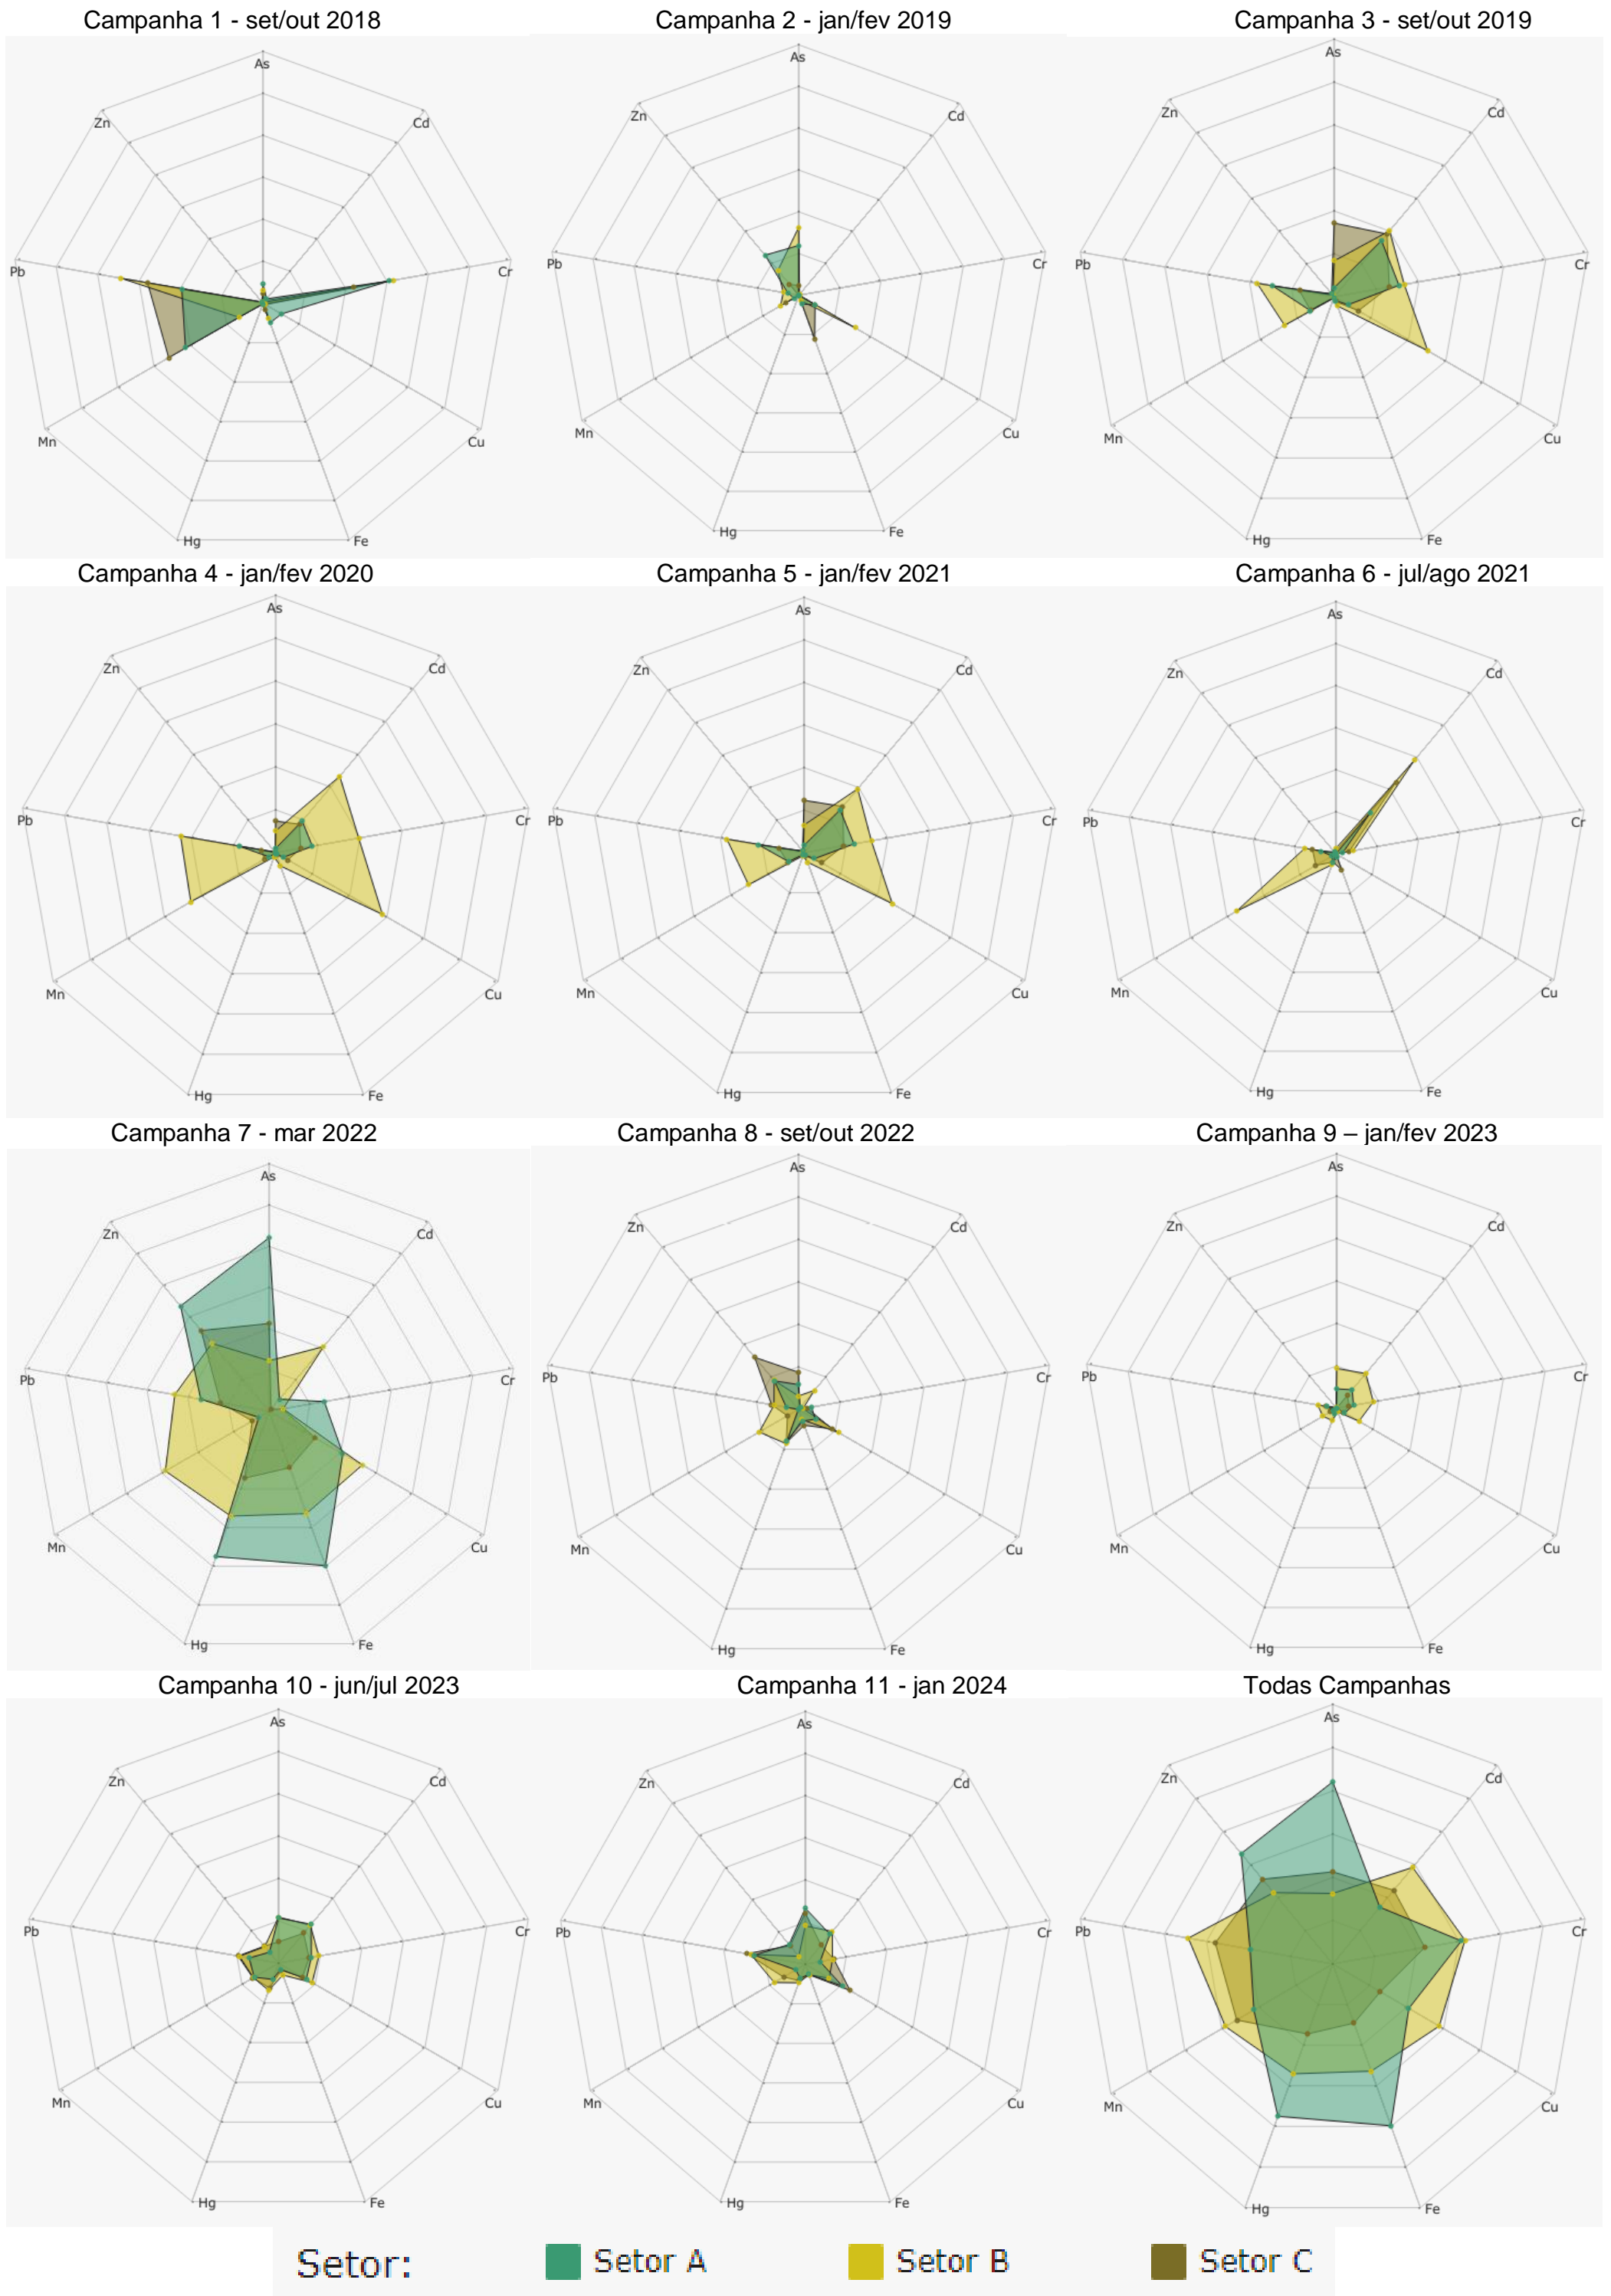 Campanha 1 - set/out 2018
As
Zn
Cd
Pb
Cr
Mn
Cu
Hg
Fe
Campanha 2 - jan/fev 2019
As
Zn
Cd
Pb
Cr
Mn
Cu
Hg
Fe
Campanha 3 - set/out 2019
As
Zn
Cd
Pb
Cr
Mn
Cu
Hg
Fe
Campanha 4 - jan/fev 2020
As
Zn
Cd
Pb
Cr
Mn
Cu
Hg
Fe
Campanha 5 - jan/fev 2021
As
Zn
Cd
Pb
Cr
Mn
Cu
Hg
Fe
Campanha 6 - jul/ago 2021
As
Zn
Cd
Pb
Cr
Mn
Cu
Hg
Fe
Campanha 7 - mar 2022
As
Zn
Cd
Pb
Cr
Mn
Cu
Hg
Fe
Campanha 8 - set/out 2022
As
Zn
Cd
Pb
Cr
Mn
Cu
Hg
Fe
Campanha 9 – jan/fev 2023
As
Zn
Cd
Pb
Cr
Mn
Cu
Hg
Fe
Campanha 10 - jun/jul 2023
As
Zn
Cd
Pb
Cr
Mn
Cu
Hg
Fe
Campanha 11 - jan 2024
As
Zn
Cd
Pb
Cr
Mn
Cu
Hg
Fe
Todas Campanhas
As
Zn
Cd
Pb
Cr
Mn
Cu
Hg
Fe
Setor: Setor A Setor B Setor C